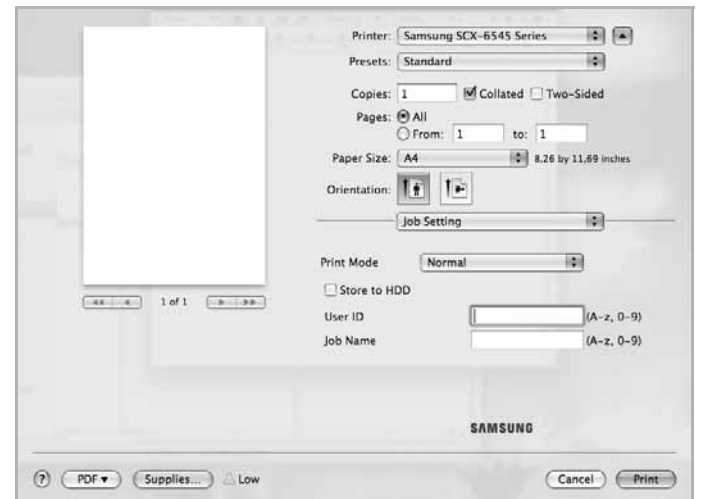 Printer: Samsung SCX-6545 Series
Presets: Standard
Copies: 1 Collated Two-Sided
Pages: All
From: 1 to: 1
Paper Size: A4 8,26 by 11,69 inches
Orientation:
Job Setting
Print Mode Normal
Store to HDD
1 of 1
User ID (A-z, 0-9)
Job Name (A-z, 0-9)
SAMSUNG
? PDF▼ Supplies... Low Cancel Print